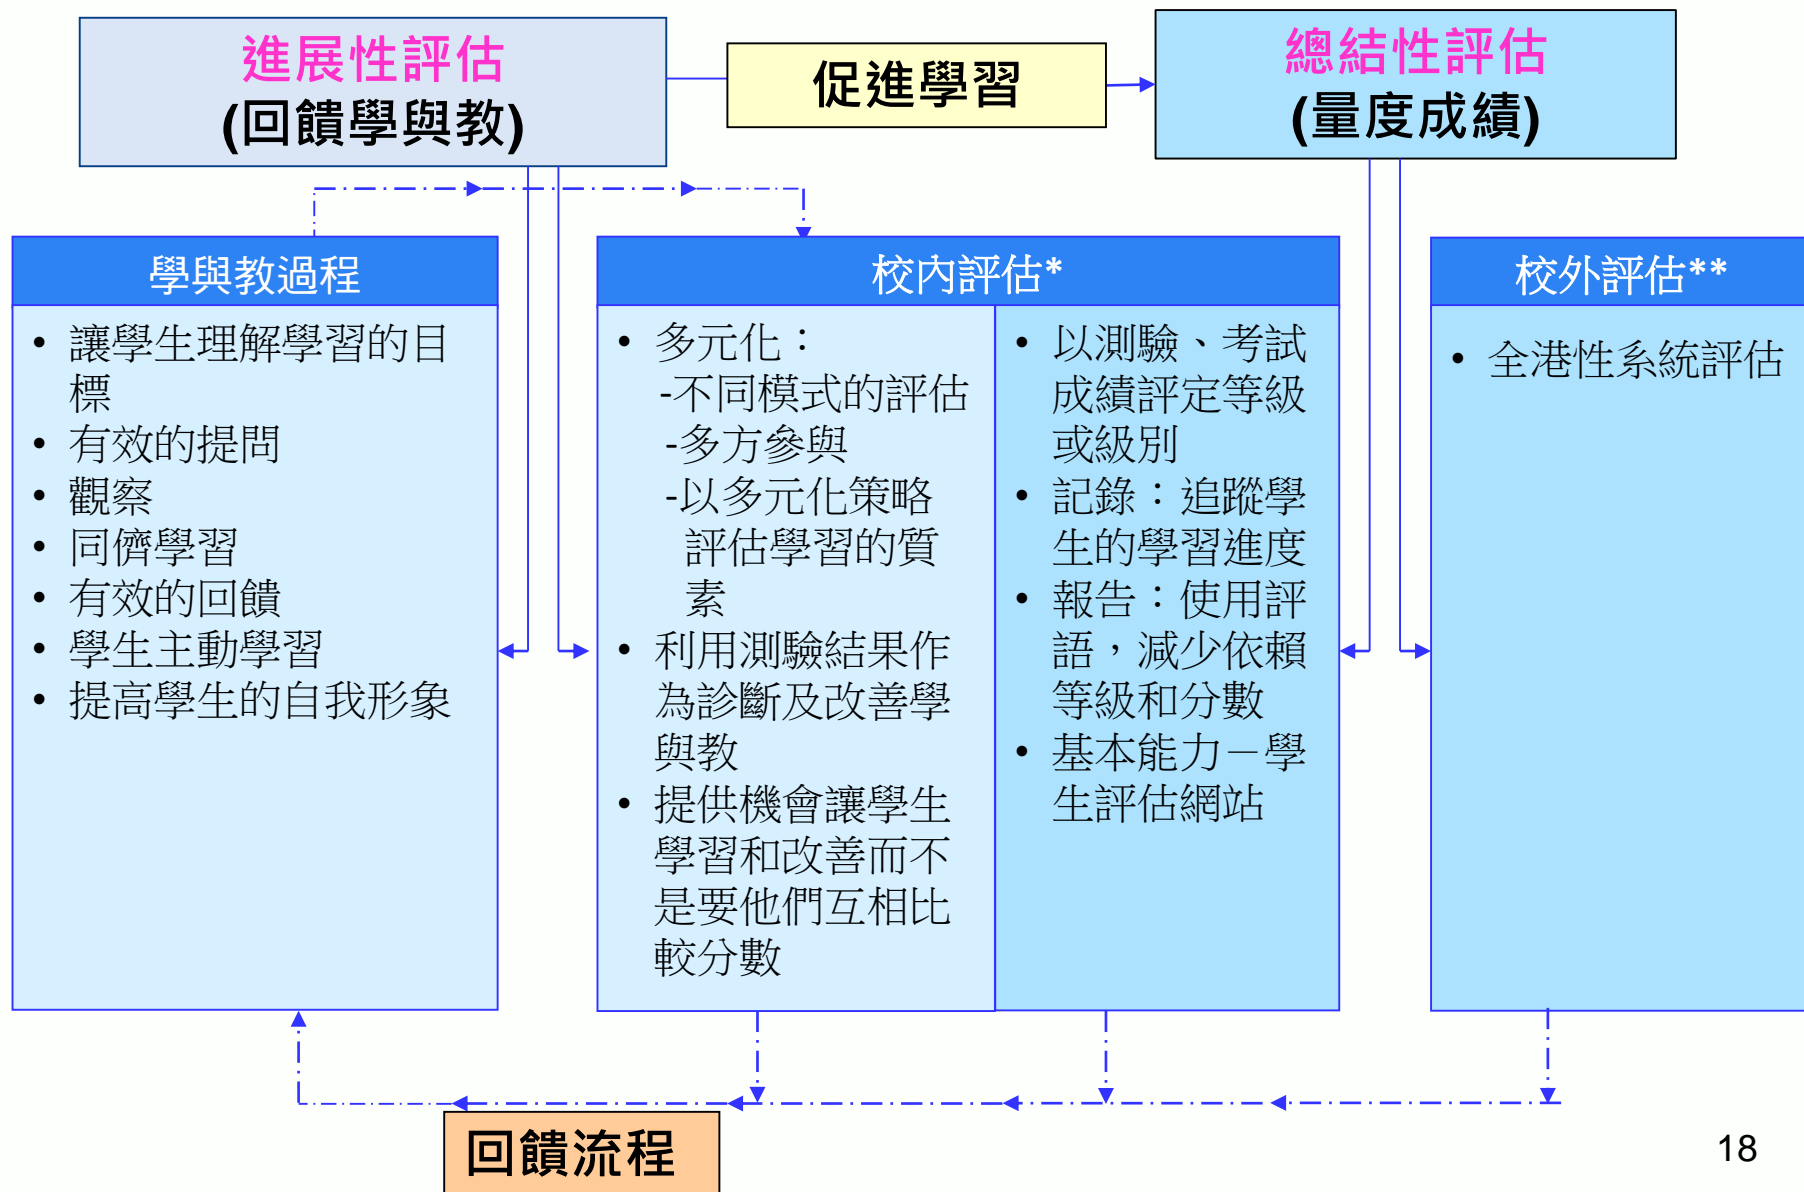 進展性評估
(回饋學與教)
促進學習
總結性評估
(量度成績)
學與教過程
• 讓學生理解學習的目
標
• 有效的提問
• 觀察
• 同儕學習
• 有效的回饋
• 學生主動學習
• 提高學生的自我形象
校內評估*
• 多元化：
-不同模式的評估
-多方參與
-以多元化策略
評估學習的質
素
• 利用測驗結果作
為診斷及改善學
與教
• 提供機會讓學生
學習和改善而不
是要他們互相比
較分數
• 以測驗、考試
成績評定等級
或級別
• 記錄：追蹤學
生的學習進度
• 報告：使用評
語，減少依賴
等級和分數
• 基本能力－學
生評估網站
校外評估**
• 全港性系統評估
回饋流程
18